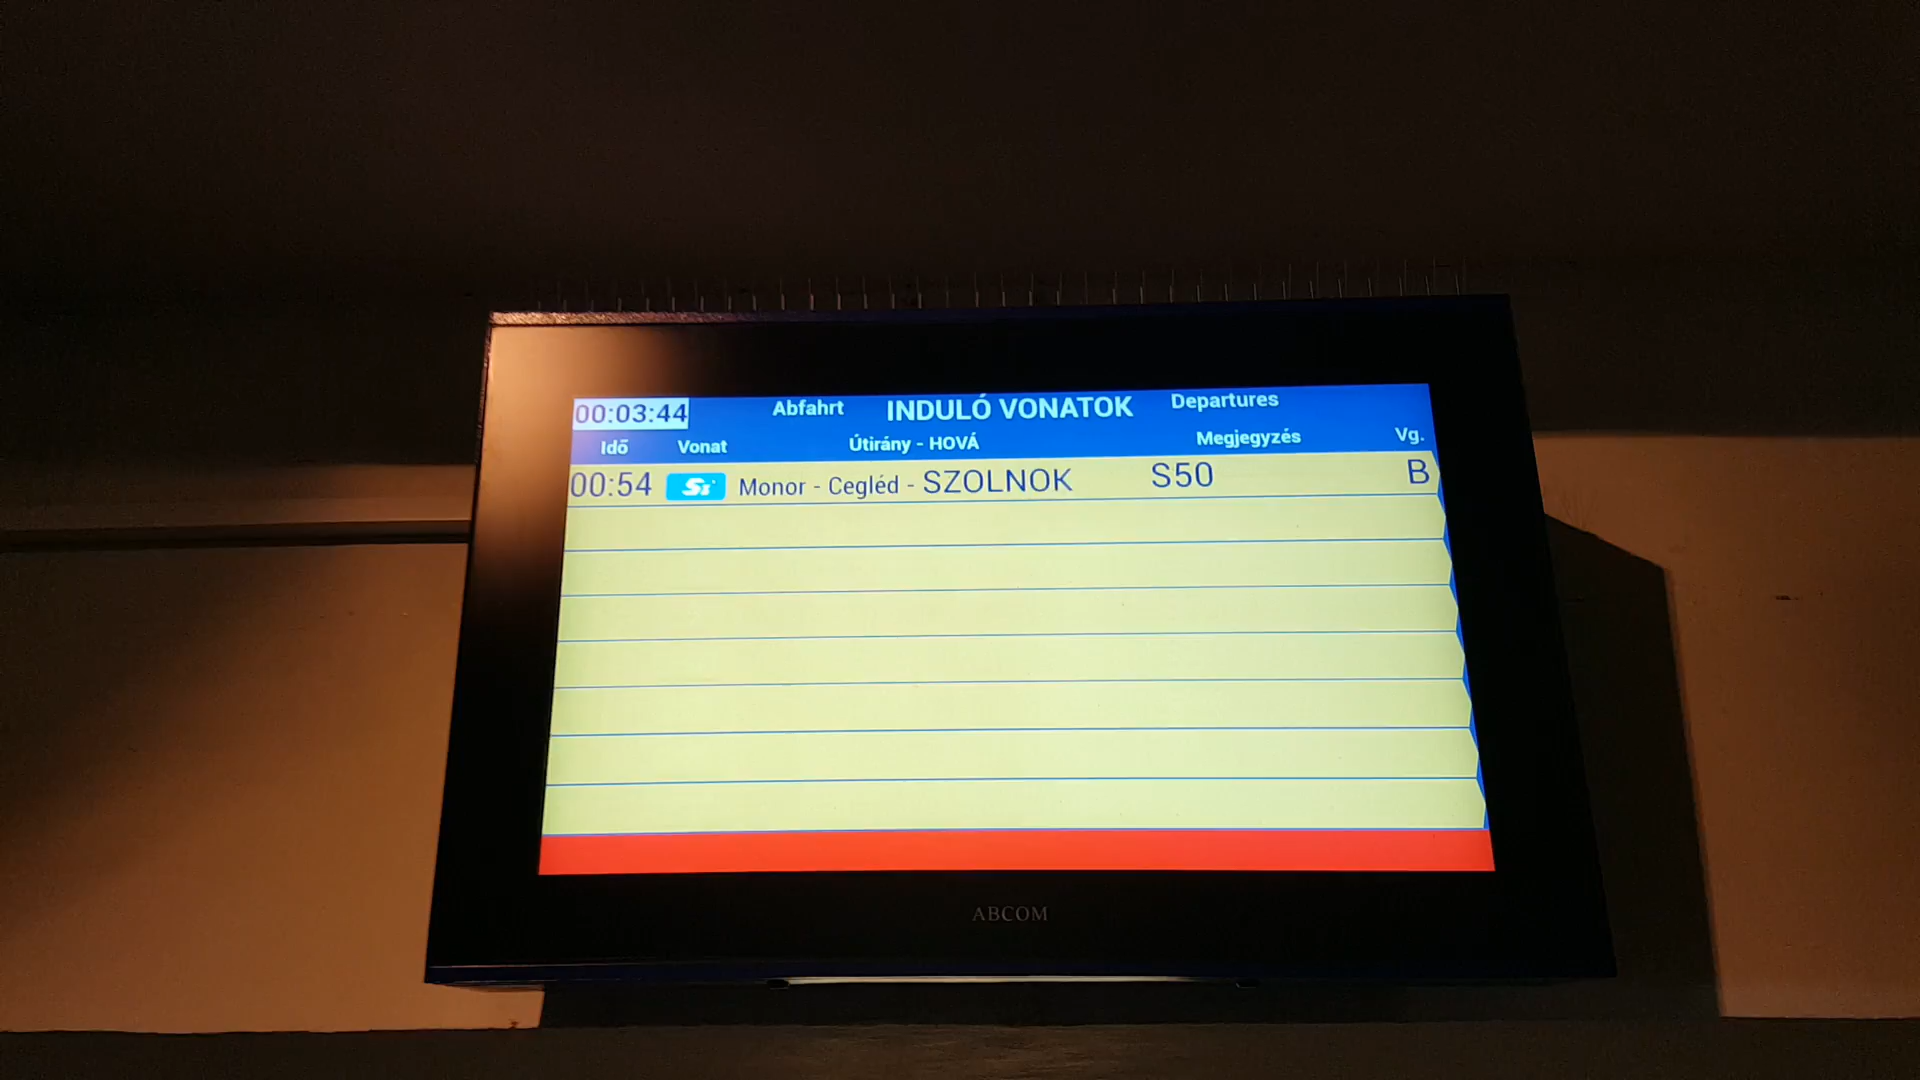 00:03:44 Abfahrt INDULÓ VONATOK Departures
Idő Vonat Útirány - HOVÁ Megjegyzés Vg.
00:54 Monor - Cegléd - SZOLNOK S50 B
ABCOM